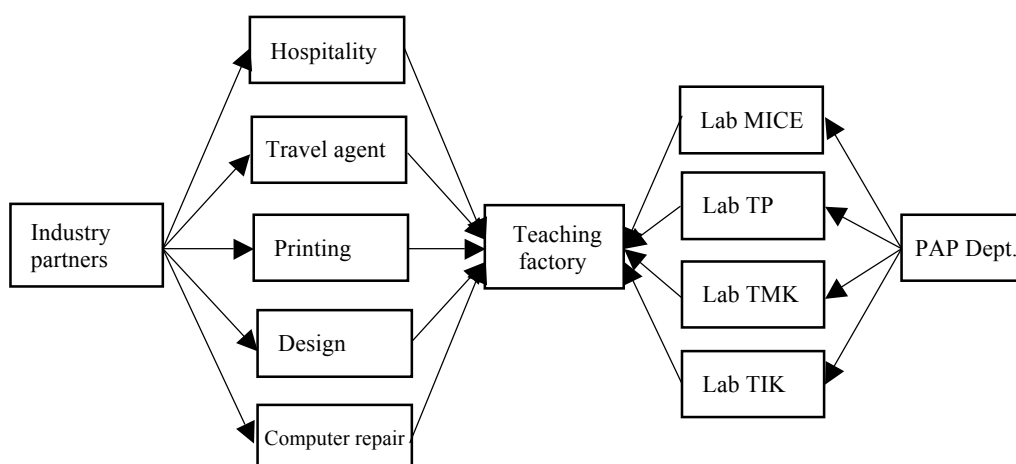 Hospitality
Travel agent
Industry
partners
Printing
Design
Computer repair
Teaching
factory
Lab MICE
Lab TP
Lab TMK
Lab TIK
PAP Dept.